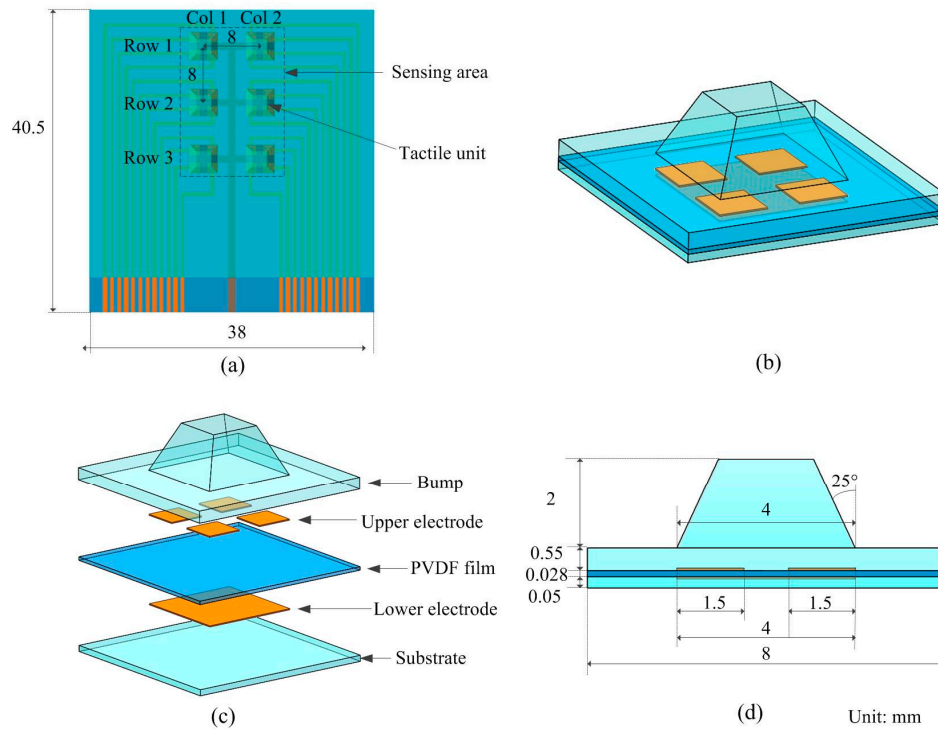 Col 1 Col 2
Row 1
8
8
Row 2
Row 3
Sensing area
Tactile unit
40.5
38
(a)
(b)
Bump
Upper electrode
PVDF film
Lower electrode
Substrate
(c)
2
25°
4
0.55
0.028
0.05
1.5
1.5
4
8
(d)
Unit: mm